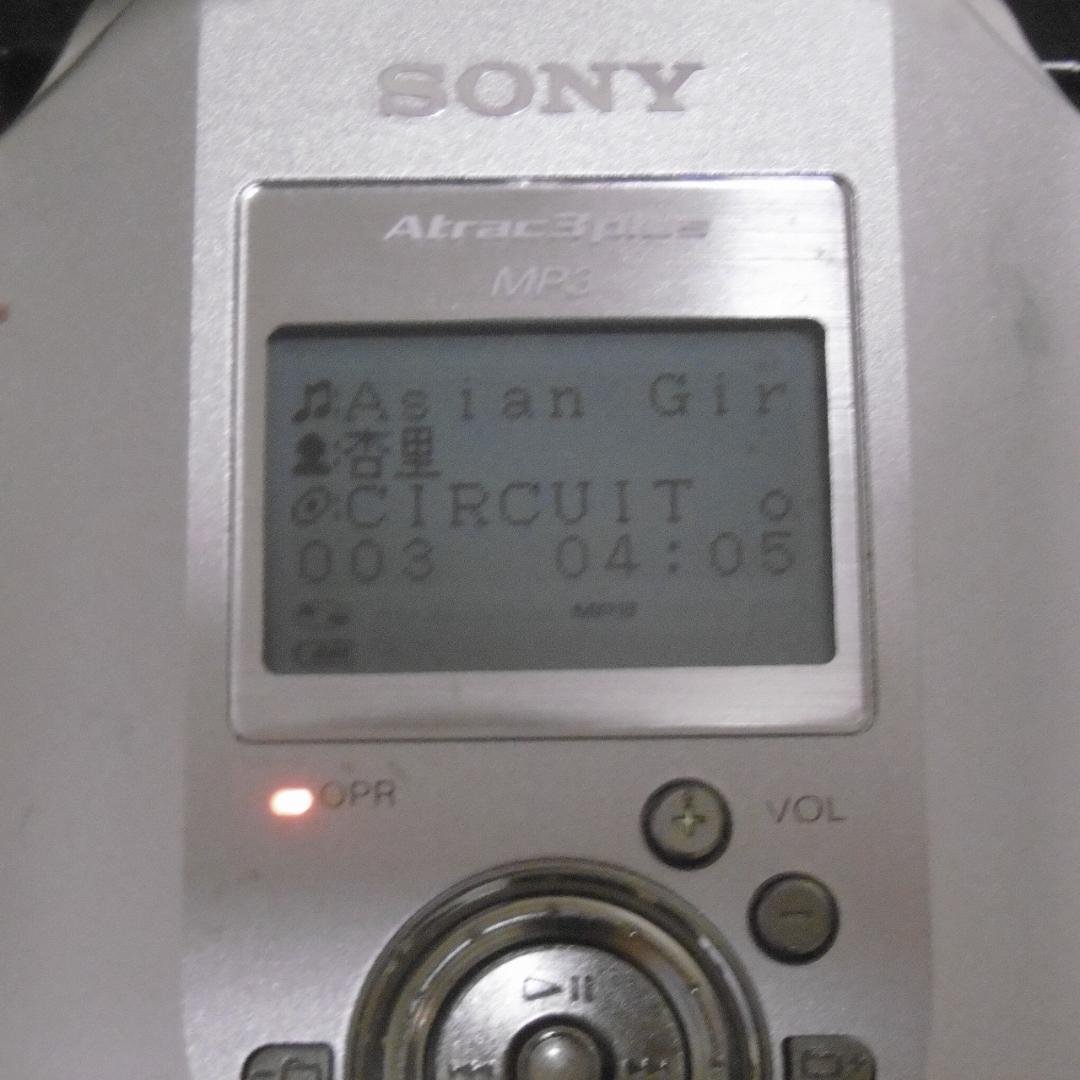 SONY
Atrac3plus
MP3
Asian Gir
:杏里
:CIRCUIT o
003 04:05
MP3
OPR
+ VOL
−